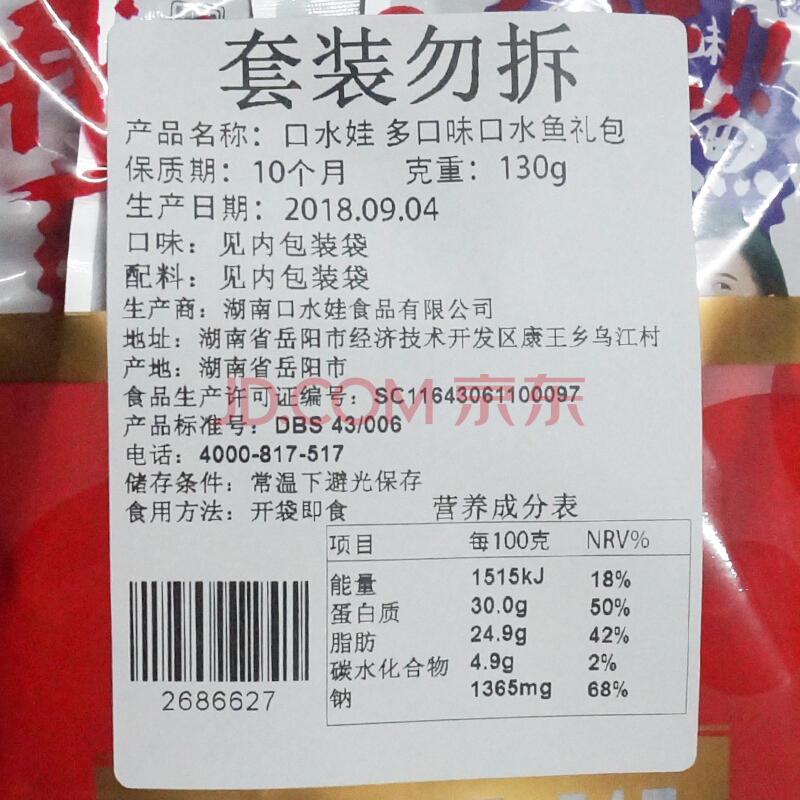 套装勿拆
产品名称：口水娃 多口味口水鱼礼包
保质期：10个月 克重：130g
生产日期：2018.09.04
口味：见内包装袋
配料：见内包装袋
生产商：湖南口水娃食品有限公司
地址：湖南省岳阳市经济技术开发区康王乡乌江村
产地：湖南省岳阳市
JD.COM 京东
食品生产许可证编号：SC11643061100097
产品标准号：DBS 43/006
电话：4000-817-517
储存条件：常温下避光保存
食用方法：开袋即食
营养成分表
项目 每100克 NRV%
能量 1515kJ 18%
蛋白质 30.0g 50%
脂肪 24.9g 42%
碳水化合物 4.9g 2%
钠 1365mg 68%
2686627
味